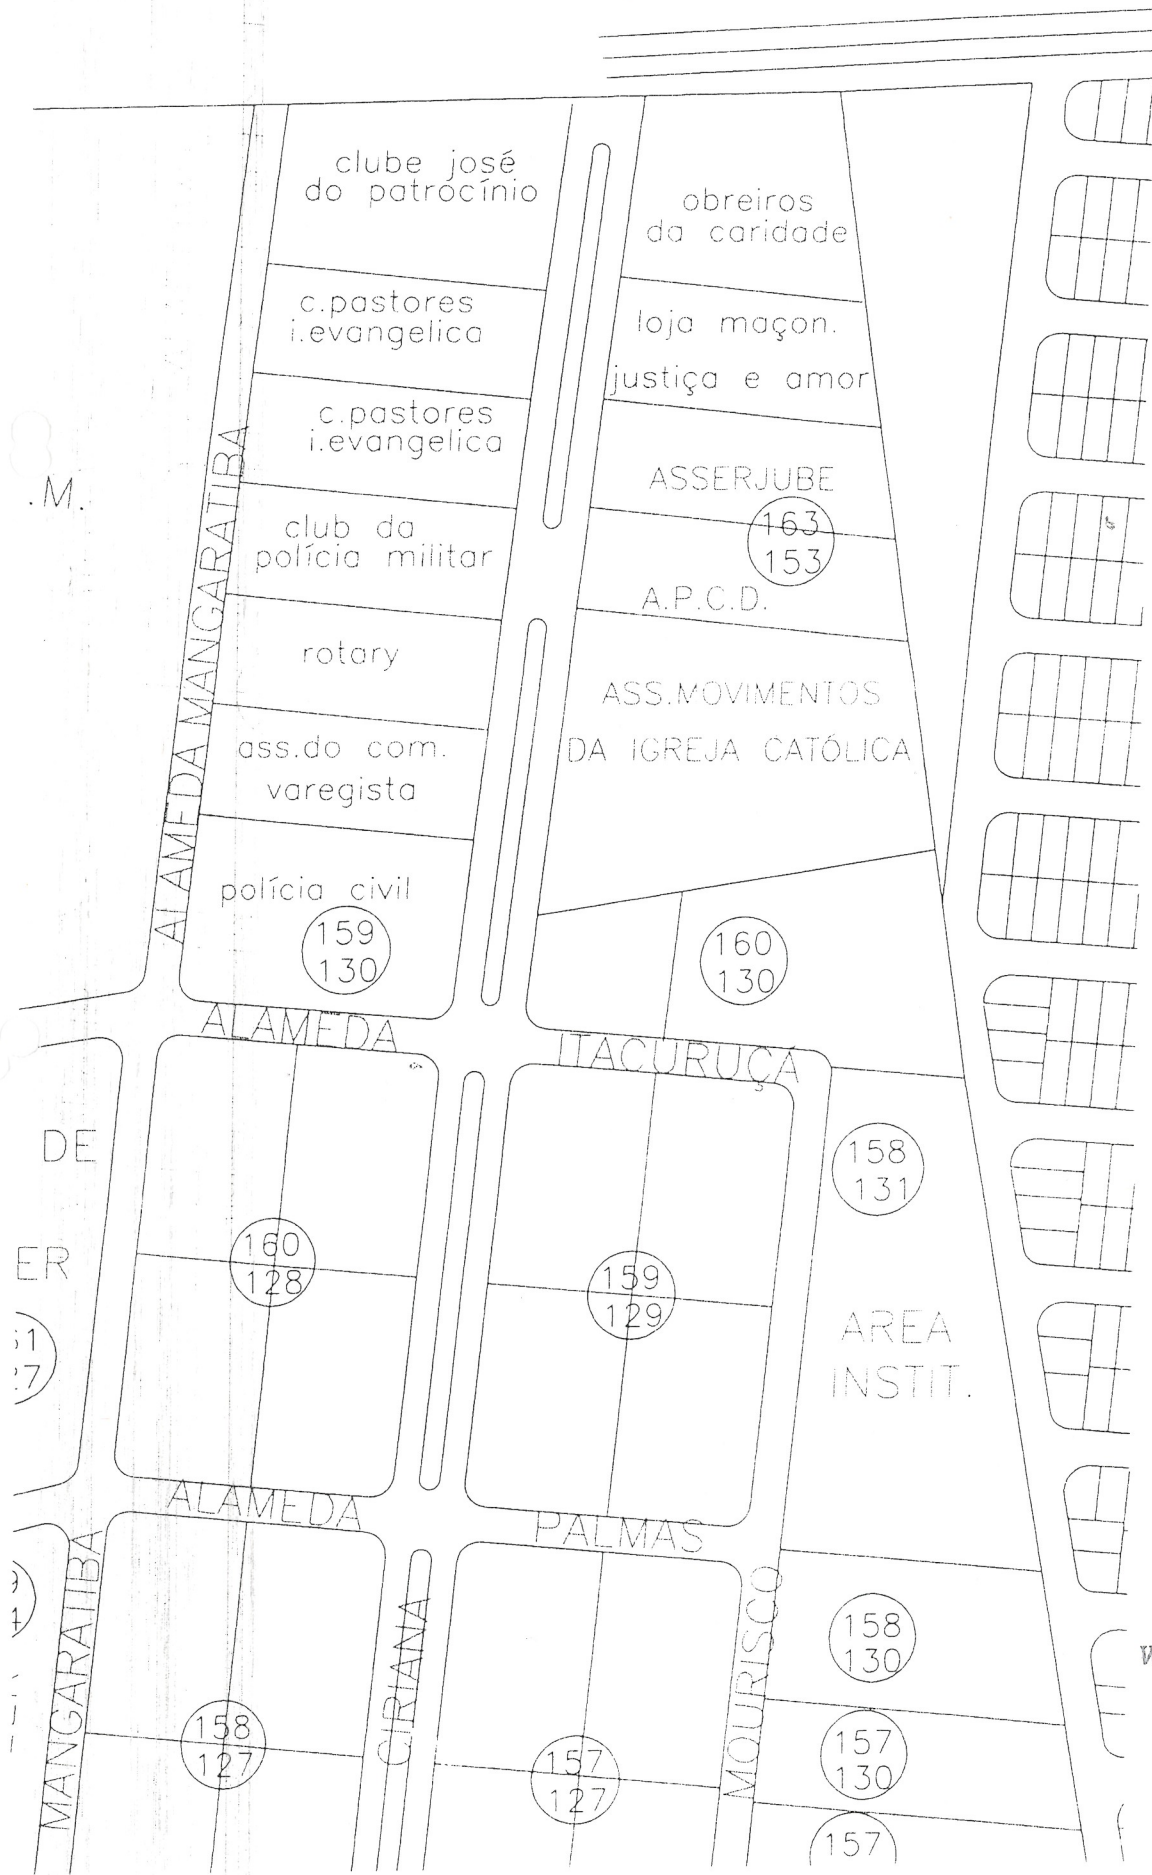 clube josé
do patrocínio
obreiros
da caridade
c.pastores
i.evangelica
loja maçon.
justiça e amor
c.pastores
i.evangelica
ASSERJUBE
.M.
163
153
club da
polícia militar
A.P.C.D.
rotary
ASS.MOVIMENTOS
DA IGREJA CATÓLICA
ass.do com.
varegista
ALAMEDA MANGARATIBA
polícia civil
159
130
160
130
ALAMEDA
ITACURUÇÁ
DE
158
131
ER
160
128
159
129
AREA
INSTIT.
ALAMEDA
PALMAS
MANGARATIBA
CIRIANA
MOURISCO
158
130
158
127
157
127
157
130
157